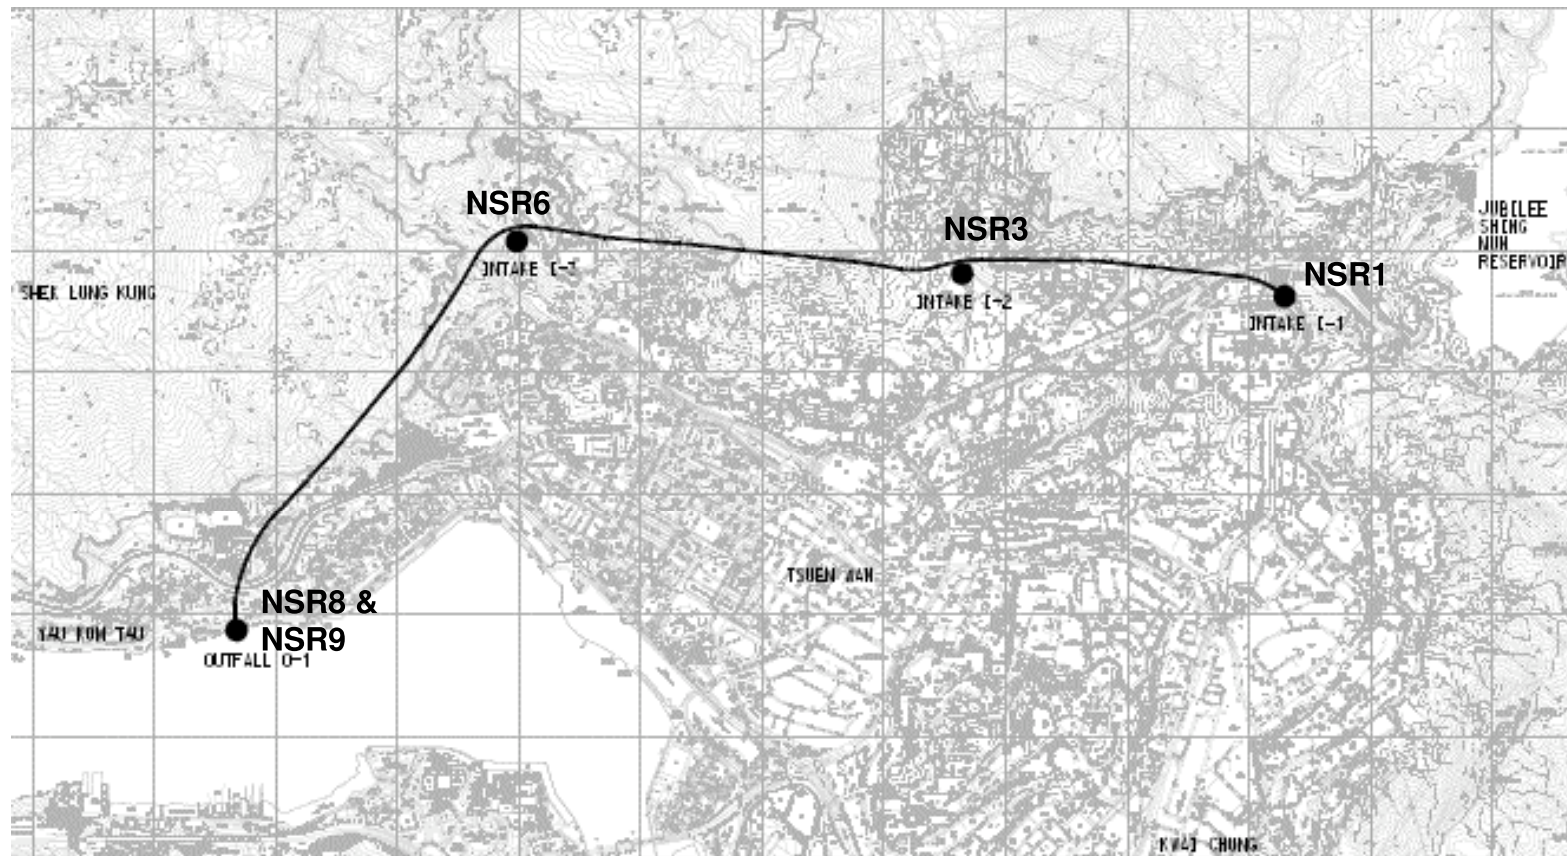 NSR6
NSR3
JUBILEE
SHING
MUN
RESERVOIR
INTAKE I-3
NSR1
SHEK LUNG KUNG
INTAKE I-2
INTAKE I-1
TSUEN WAN
NSR8 &
NSR9
YAU KOM TAU
OUTFALL O-1
KWAI CHUNG